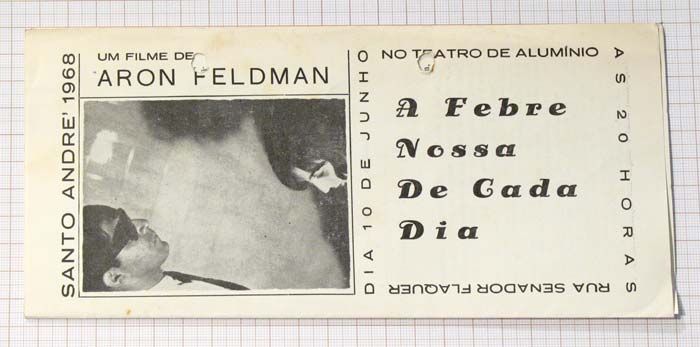 SANTO ANDRE' 1968
UM FILME DE
ARON FELDMAN
DIA 10 DE JUNHO
NO TEATRO DE ALUMÍNIO
AS 20 HORAS
RUA SENADOR FLAQUER
A Febre
Nossa
De Cada
Dia